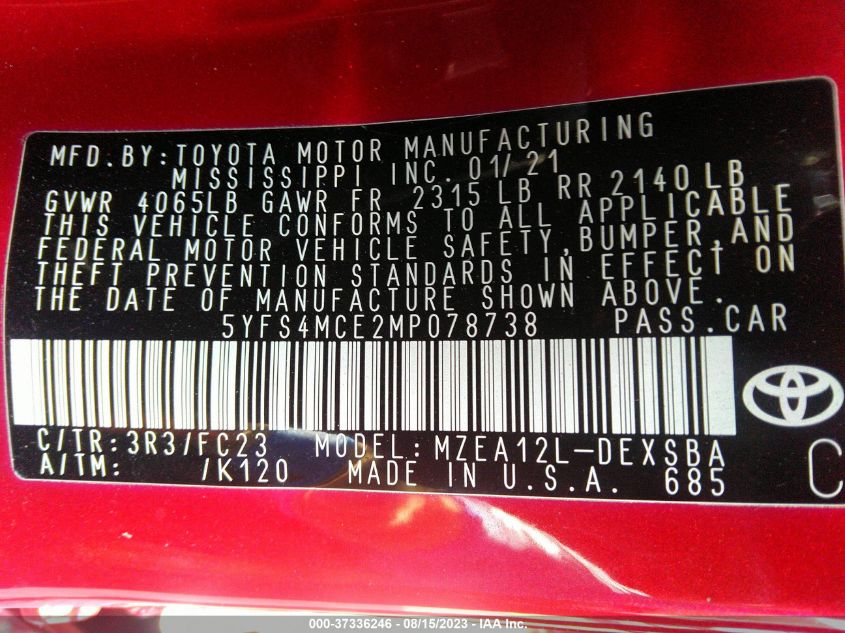 MFD.BY:TOYOTA MOTOR MANUFACTURING
MISSISSIPPI INC. 01/21
GVWR 4065LB GAWR FR 2315 LB RR 2140LB
THIS VEHICLE CONFORMS TO ALL APPLICABLE
FEDERAL MOTOR VEHICLE SAFETY,BUMPER,AND
THEFT PREVENTION STANDARDS IN EFFECT ON
THE DATE OF MANUFACTURE SHOWN ABOVE.
5YFS4MCE2MP078738 PASS.CAR
C/TR:3R3/FC23 MODEL:MZEA12L-DEXSBA
A/TM: /K120 MADE IN U.S.A. 685
C
000-37336246 - 08/15/2023 - IAA Inc.